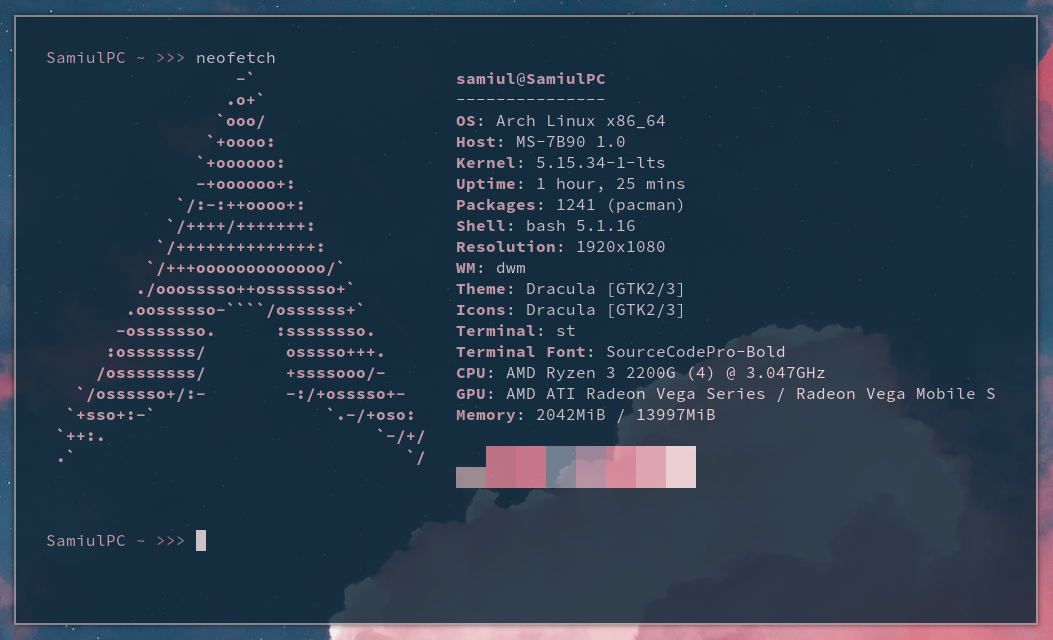 SamiulPC ~ >>> neofetch
-`
.o+`
`ooo/
`+oooo:
`+oooooo:
-+oooooo+:
`/:-:++oooo+:
`/++++/+++++++:
`/++++++++++++++:
`/+++ooooooooooooo/`
./ooosssso++osssssso+`
.oossssso-````/ossssss+`
-osssssso.      :ssssssso.
:osssssss/        osssso+++.
/ossssssss/        +ssssooo/-
`/ossssso+/:-        -:/+osssso+-
`+sso+:-`                 `.-/+oso:
`++:.                           `-/+/
.`                                 `/
samiul@SamiulPC
---------------
OS: Arch Linux x86_64
Host: MS-7B90 1.0
Kernel: 5.15.34-1-lts
Uptime: 1 hour, 25 mins
Packages: 1241 (pacman)
Shell: bash 5.1.16
Resolution: 1920x1080
WM: dwm
Theme: Dracula [GTK2/3]
Icons: Dracula [GTK2/3]
Terminal: st
Terminal Font: SourceCodePro-Bold
CPU: AMD Ryzen 3 2200G (4) @ 3.047GHz
GPU: AMD ATI Radeon Vega Series / Radeon Vega Mobile S
Memory: 2042MiB / 13997MiB
SamiulPC ~ >>>